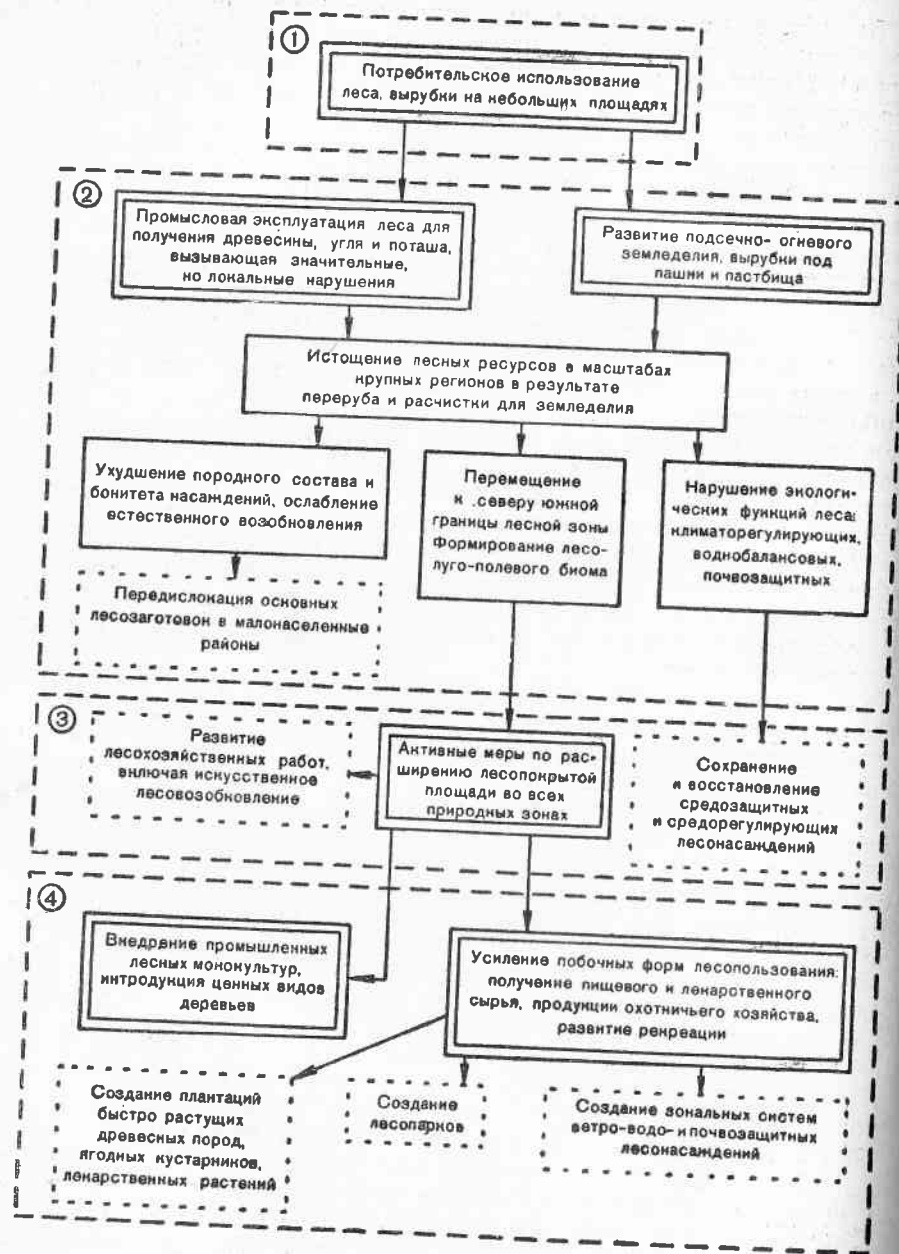 ①
Потребительское использование
леса, вырубки на небольших площадях
②
Промысловая эксплуатация леса для
получения древесины, угля и поташа,
вызывающая значительные,
но локальные нарушения
Развитие подсечно-огневого
земледелия, вырубки под
пашни и пастбища
Истощение лесных ресурсов в масштабах
крупных регионов в результате
переруба и расчистки для земледелия
Ухудшение породного состава и
бонитета насаждений, ослабление
естественного возобновления
Перемещение
к северу южной
границы лесной зоны
формирование лесо-
луго-полевого биома
Нарушение экологи-
ческих функций леса:
климаторегулирующих,
воднобалансовых,
почвозащитных
Передислокация основных
лесозаготовок в малонаселенные
районы
③
Развитие
лесохозяйственных работ,
включая искусственное
лесовозобновление
Активные меры по рас-
ширению лесопокрытой
площади во всех
природных зонах
Сохранение
и восстановление
средозащитных
и средорегулирующих
лесонасаждений
④
Внедрение промышленных
лесных монокультур,
интродукция ценных видов
деревьев
Усиление побочных форм лесопользования:
получение пищевого и лекарственного
сырья, продукции охотничьего хозяйства,
развитие рекреации
Создание плантаций
быстро растущих
древесных пород,
ягодных кустарников,
лекарственных растений
Создание
лесопарков
Создание зональных систем
ветро-водо- и почвозащитных
лесонасаждений